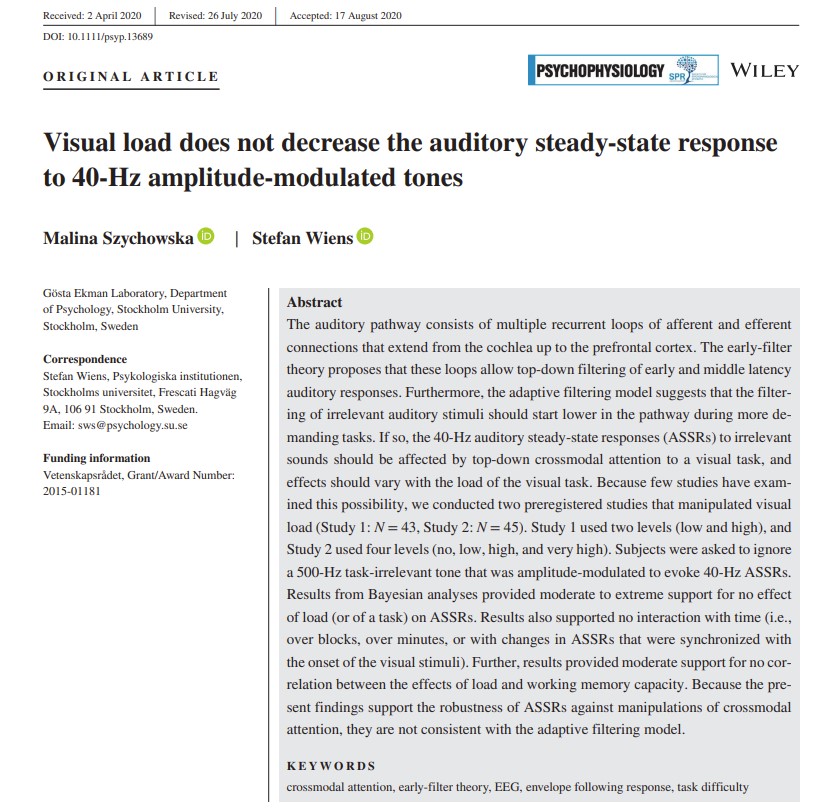 Received: 2 April 2020 | Revised: 26 July 2020 | Accepted: 17 August 2020
DOI: 10.1111/psyp.13689
ORIGINAL ARTICLE
PSYCHOPHYSIOLOGY SPR WILEY
Visual load does not decrease the auditory steady-state response
to 40-Hz amplitude-modulated tones
Malina Szychowska iD | Stefan Wiens iD
Gösta Ekman Laboratory, Department
of Psychology, Stockholm University,
Stockholm, Sweden
Correspondence
Stefan Wiens, Psykologiska institutionen,
Stockholms universitet, Frescati Hagväg
9A, 106 91 Stockholm, Sweden.
Email: sws@psychology.su.se
Funding information
Vetenskapsrådet, Grant/Award Number:
2015-01181
Abstract
The auditory pathway consists of multiple recurrent loops of afferent and efferent
connections that extend from the cochlea up to the prefrontal cortex. The early-filter
theory proposes that these loops allow top-down filtering of early and middle latency
auditory responses. Furthermore, the adaptive filtering model suggests that the filter-
ing of irrelevant auditory stimuli should start lower in the pathway during more de-
manding tasks. If so, the 40-Hz auditory steady-state responses (ASSRs) to irrelevant
sounds should be affected by top-down crossmodal attention to a visual task, and
effects should vary with the load of the visual task. Because few studies have exam-
ined this possibility, we conducted two preregistered studies that manipulated visual
load (Study 1: N = 43, Study 2: N = 45). Study 1 used two levels (low and high), and
Study 2 used four levels (no, low, high, and very high). Subjects were asked to ignore
a 500-Hz task-irrelevant tone that was amplitude-modulated to evoke 40-Hz ASSRs.
Results from Bayesian analyses provided moderate to extreme support for no effect
of load (or of a task) on ASSRs. Results also supported no interaction with time (i.e.,
over blocks, over minutes, or with changes in ASSRs that were synchronized with
the onset of the visual stimuli). Further, results provided moderate support for no cor-
relation between the effects of load and working memory capacity. Because the pre-
sent findings support the robustness of ASSRs against manipulations of crossmodal
attention, they are not consistent with the adaptive filtering model.
KEYWORDS
crossmodal attention, early-filter theory, EEG, envelope following response, task difficulty